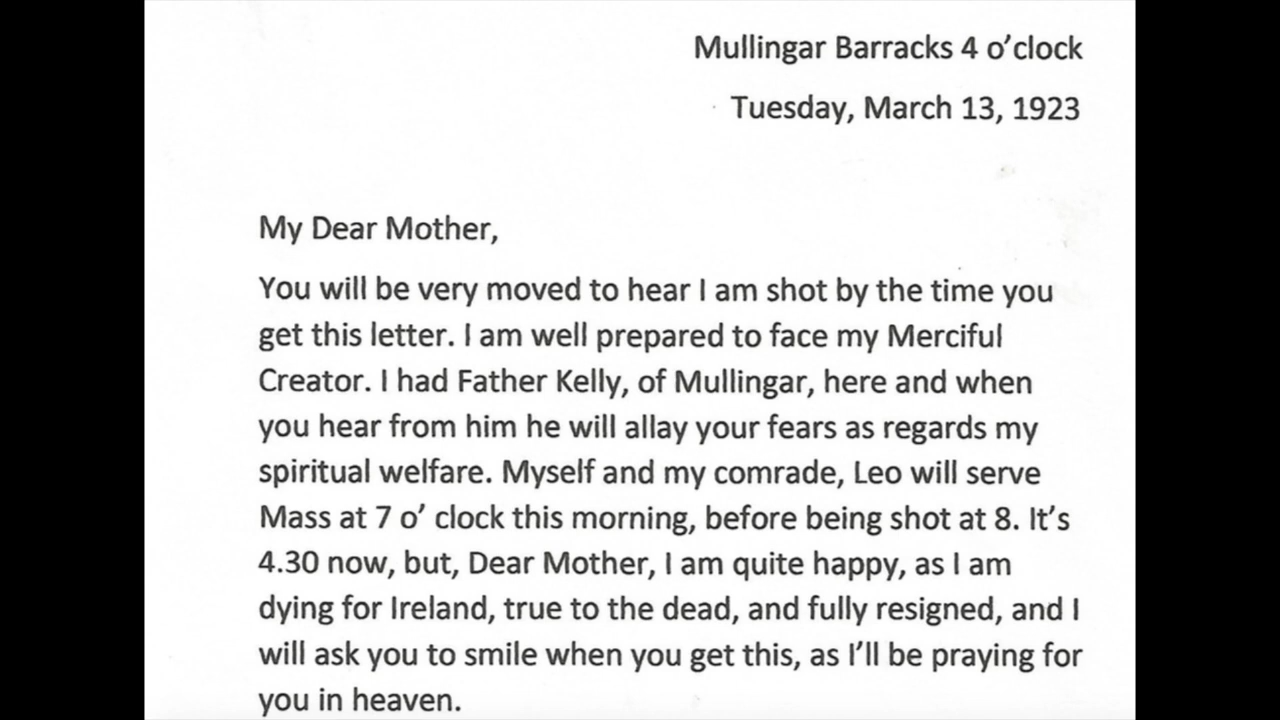 Mullingar Barracks 4 o’clock
Tuesday, March 13, 1923
My Dear Mother,
You will be very moved to hear I am shot by the time you
get this letter. I am well prepared to face my Merciful
Creator. I had Father Kelly, of Mullingar, here and when
you hear from him he will allay your fears as regards my
spiritual welfare. Myself and my comrade, Leo will serve
Mass at 7 o’ clock this morning, before being shot at 8. It’s
4.30 now, but, Dear Mother, I am quite happy, as I am
dying for Ireland, true to the dead, and fully resigned, and I
will ask you to smile when you get this, as I’ll be praying for
you in heaven.